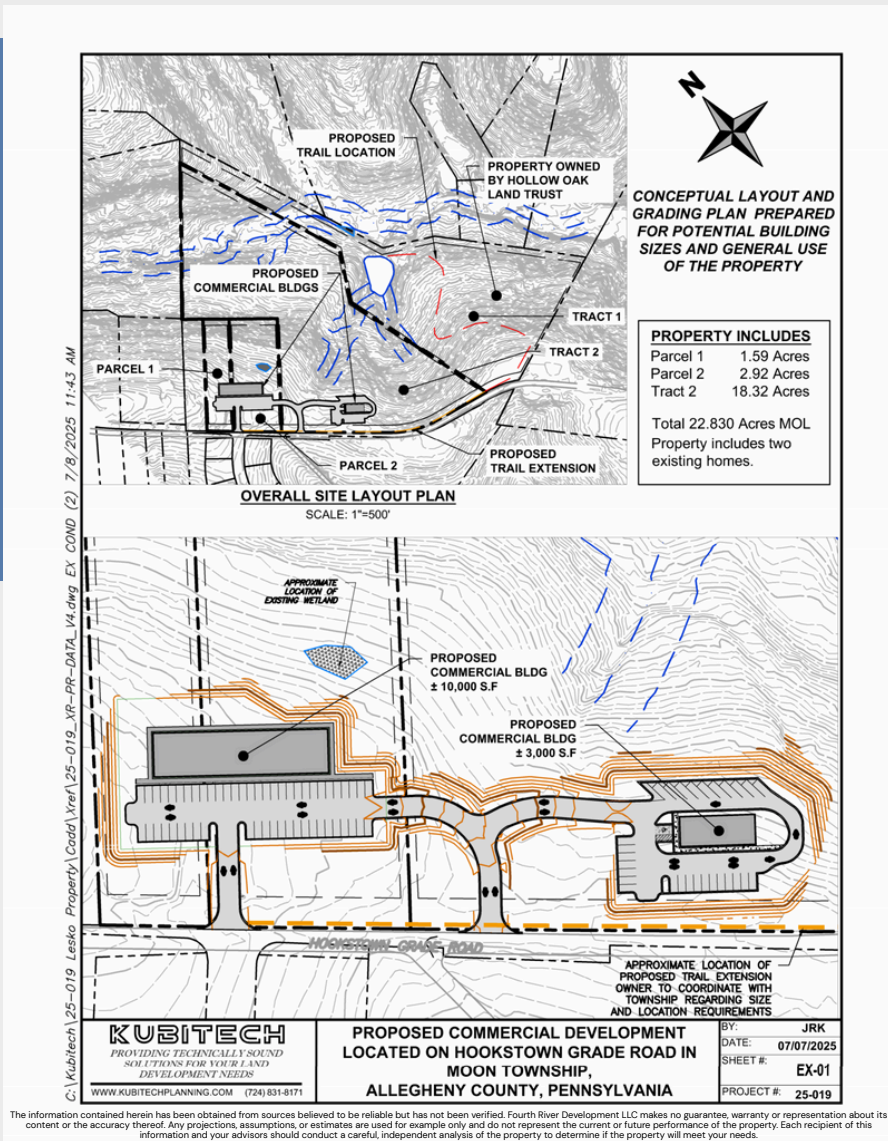 N
PROPOSED
TRAIL LOCATION
PROPERTY OWNED
BY HOLLOW OAK
LAND TRUST
PROPOSED
COMMERCIAL BLDGS
TRACT 1
TRACT 2
PARCEL 1
PARCEL 2
PROPOSED
TRAIL EXTENSION
OVERALL SITE LAYOUT PLAN
SCALE: 1"=500'
CONCEPTUAL LAYOUT AND
GRADING PLAN PREPARED
FOR POTENTIAL BUILDING
SIZES AND GENERAL USE
OF THE PROPERTY
PROPERTY INCLUDES
Parcel 1 1.59 Acres
Parcel 2 2.92 Acres
Tract 2 18.32 Acres
Total 22.830 Acres MOL
Property includes two
existing homes.
C:\Kubitech\25-019 Lesko Property\Cadd\Xref\25-019_XR-PR-DATA_V4.dwg EX COND (2) 7/8/2025 11:43 AM
APPROXIMATE
LOCATION OF
EXISTING WETLAND
PROPOSED
COMMERCIAL BLDG
± 10,000 S.F
PROPOSED
COMMERCIAL BLDG
± 3,000 S.F
HOOKSTOWN GRADE ROAD
APPROXIMATE LOCATION OF
PROPOSED TRAIL EXTENSION
OWNER TO COORDINATE WITH
TOWNSHIP REGARDING SIZE
AND LOCATION REQUIREMENTS
KUBITECH
PROVIDING TECHNICALLY SOUND
SOLUTIONS FOR YOUR LAND
DEVELOPMENT NEEDS
WWW.KUBITECHPLANNING.COM (724) 831-8171
PROPOSED COMMERCIAL DEVELOPMENT
LOCATED ON HOOKSTOWN GRADE ROAD IN
MOON TOWNSHIP,
ALLEGHENY COUNTY, PENNSYLVANIA
BY: JRK
DATE: 07/07/2025
SHEET #: EX-01
PROJECT #: 25-019
The information contained herein has been obtained from sources believed to be reliable but has not been verified. Fourth River Development LLC makes no guarantee, warranty or representation about its
content or the accuracy thereof. Any projections, assumptions, or estimates are used for example only and do not represent the current or future performance of the property. Each recipient of this
information and your advisors should conduct a careful, independent analysis of the property to determine if the property will meet your needs.